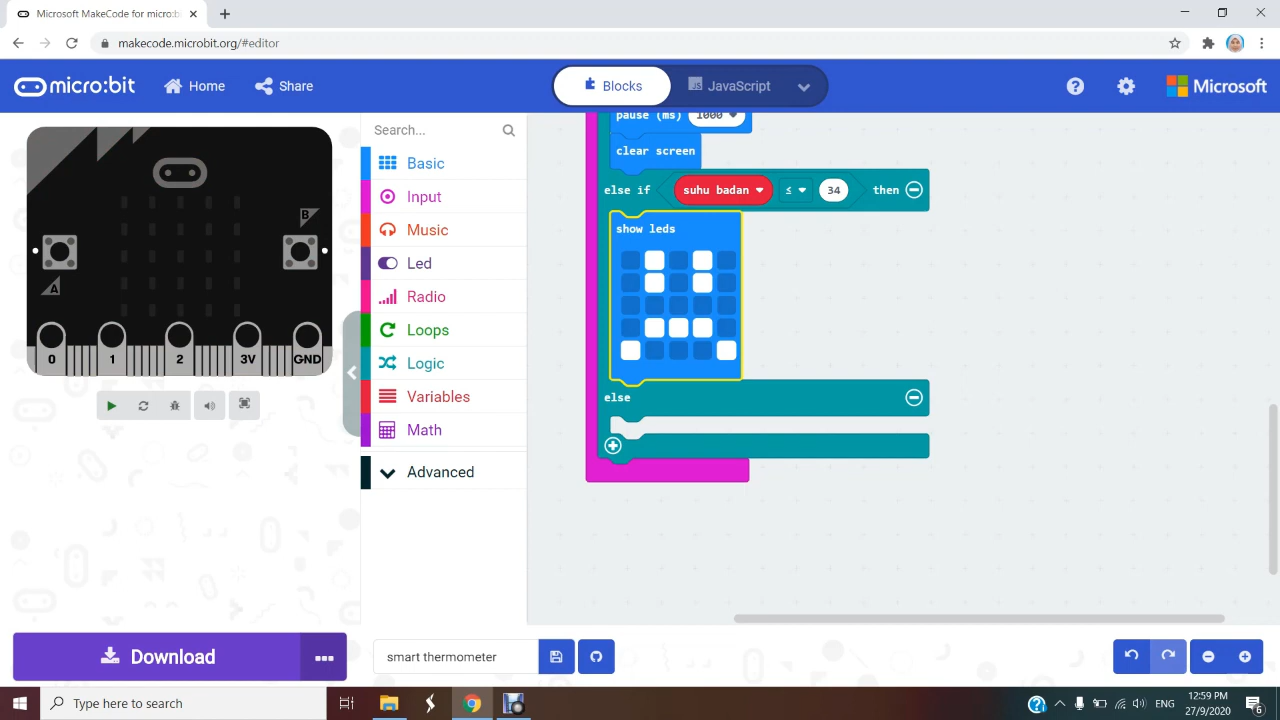 Microsoft MakeCode for micro:b
makecode.microbit.org/#editor
micro:bit
Home
Share
Blocks
JavaScript
Microsoft
B
A
0 1 2 3V GND
Search...
Basic
Input
Music
Led
Radio
Loops
Logic
Variables
Math
Advanced
pause (ms) 1000
clear screen
else if suhu badan ≤ 34 then
show leds
else
Download
smart thermometer
Type here to search
ENG
12:59 PM
27/9/2020
6